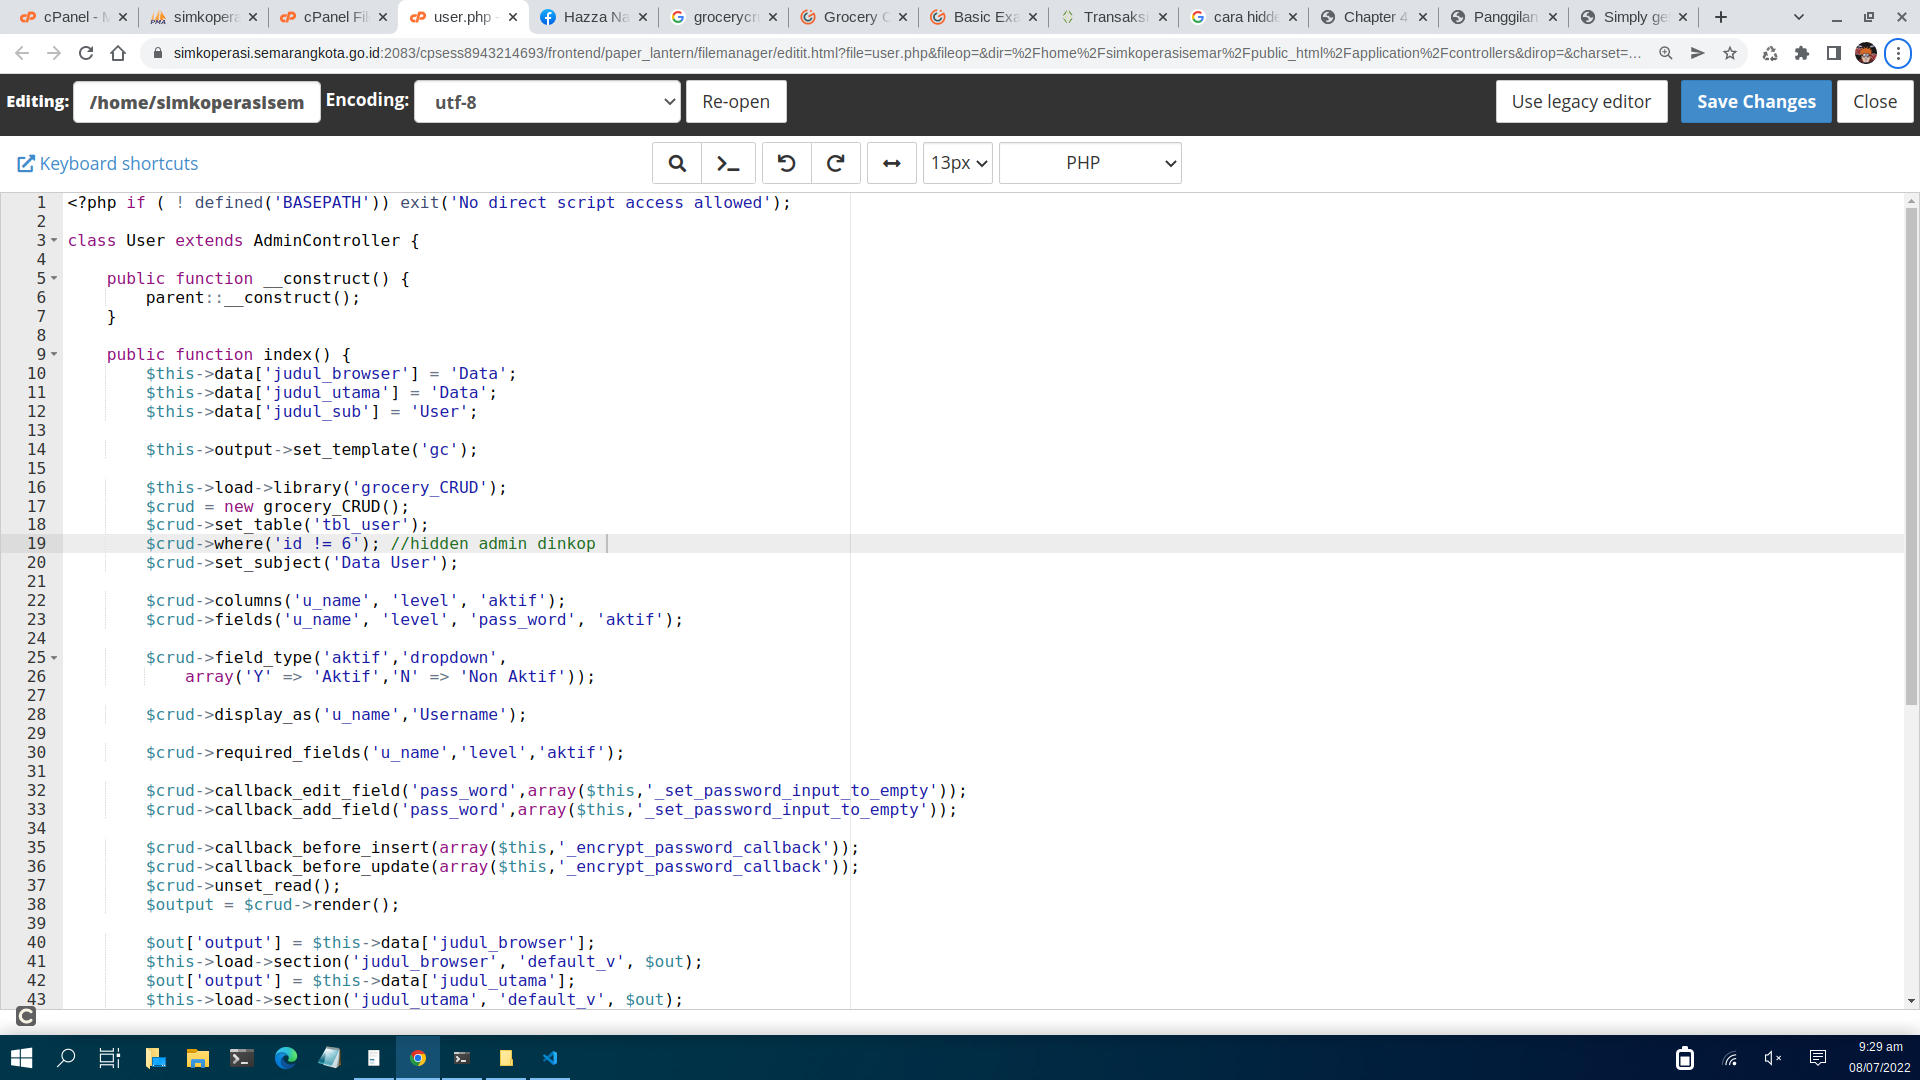 cPanel - M
simkopera
cPanel Fil
user.php -
Hazza Na
grocerycr
Grocery C
Basic Exa
Transaksi
cara hidde
Chapter 4
Panggilan
Simply ge
simkoperasi.semarangkota.go.id:2083/cpsess8943214693/frontend/paper_lantern/filemanager/editit.html?file=user.php&fileop=&dir=%2Fhome%2Fsimkoperasisemar%2Fpublic_html%2Fapplication%2Fcontrollers&dirop=&charset=...
Editing: /home/simkoperasisem Encoding: utf-8 Re-open Use legacy editor Save Changes Close
Keyboard shortcuts 13px PHP
1 <?php if ( ! defined('BASEPATH')) exit('No direct script access allowed');
2
3 class User extends AdminController {
4
5 public function __construct() {
6 parent::__construct();
7 }
8
9 public function index() {
10 $this->data['judul_browser'] = 'Data';
11 $this->data['judul_utama'] = 'Data';
12 $this->data['judul_sub'] = 'User';
13
14 $this->output->set_template('gc');
15
16 $this->load->library('grocery_CRUD');
17 $crud = new grocery_CRUD();
18 $crud->set_table('tbl_user');
19 $crud->where('id != 6'); //hidden admin dinkop
20 $crud->set_subject('Data User');
21
22 $crud->columns('u_name', 'level', 'aktif');
23 $crud->fields('u_name', 'level', 'pass_word', 'aktif');
24
25 $crud->field_type('aktif','dropdown',
26 array('Y' => 'Aktif','N' => 'Non Aktif'));
27
28 $crud->display_as('u_name','Username');
29
30 $crud->required_fields('u_name','level','aktif');
31
32 $crud->callback_edit_field('pass_word',array($this,'_set_password_input_to_empty'));
33 $crud->callback_add_field('pass_word',array($this,'_set_password_input_to_empty'));
34
35 $crud->callback_before_insert(array($this,'_encrypt_password_callback'));
36 $crud->callback_before_update(array($this,'_encrypt_password_callback'));
37 $crud->unset_read();
38 $output = $crud->render();
39
40 $out['output'] = $this->data['judul_browser'];
41 $this->load->section('judul_browser', 'default_v', $out);
42 $out['output'] = $this->data['judul_utama'];
43 $this->load->section('judul_utama', 'default_v', $out);
9:29 am
08/07/2022